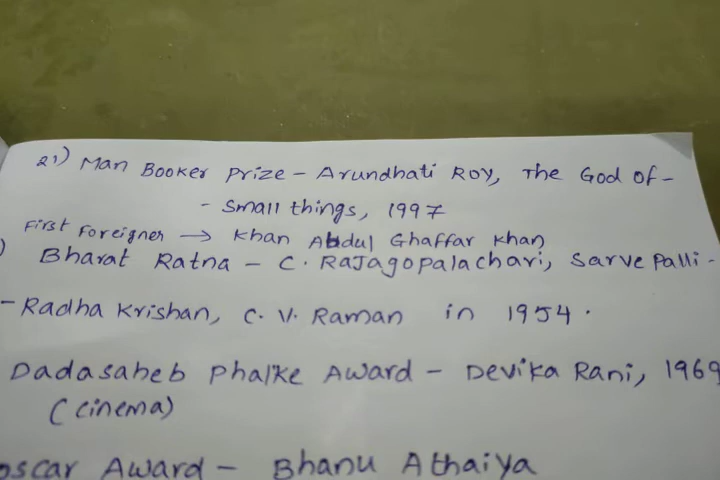 21) Man Booker Prize - Arundhati Roy, The God of -
- Small things, 1997
First Foreigner → Khan Abdul Ghaffar Khan
) Bharat Ratna - C. Rajagopalachari, Sarve Palli -
- Radha Krishan, C. V. Raman in 1954.
Dadasaheb Phalke Award - Devika Rani, 1969
(cinema)
oscar Award - Bhanu Athaiya